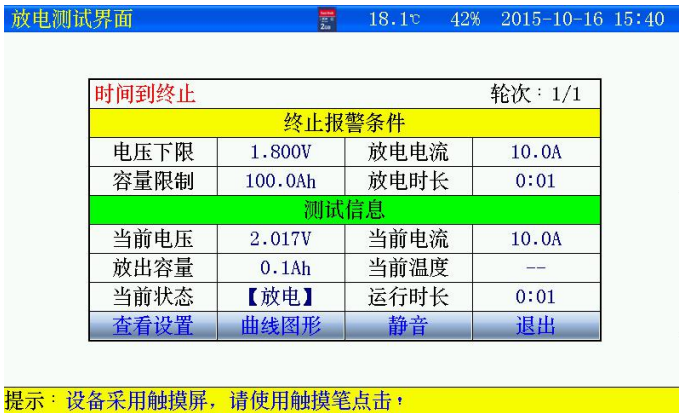 放电测试界面 18.1℃ 42% 2015-10-16 15:40
时间到终止 轮次：1/1
终止报警条件
电压下限 1.800V 放电电流 10.0A
容量限制 100.0Ah 放电时长 0:01
测试信息
当前电压 2.017V 当前电流 10.0A
放出容量 0.1Ah 当前温度 --
当前状态 【放电】 运行时长 0:01
查看设置 曲线图形 静音 退出
提示：设备采用触摸屏，请使用触摸笔点击！